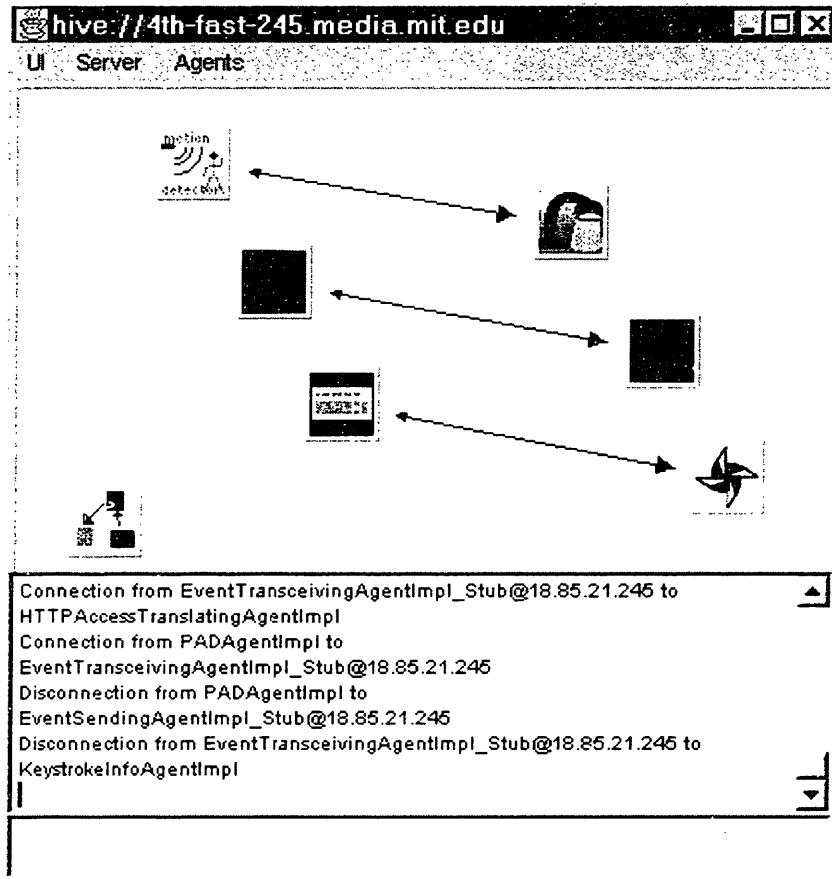 hive://4th-fast-245.media.mit.edu
UI Server Agents
motion
detection
Connection from EventTransceivingAgentImpl_Stub@18.85.21.245 to
HTTPAccessTranslatingAgentImpl
Connection from PADAgentImpl to
EventTransceivingAgentImpl_Stub@18.85.21.245
Disconnection from PADAgentImpl to
EventSendingAgentImpl_Stub@18.85.21.245
Disconnection from EventTransceivingAgentImpl_Stub@18.85.21.245 to
KeystrokeInfoAgentImpl